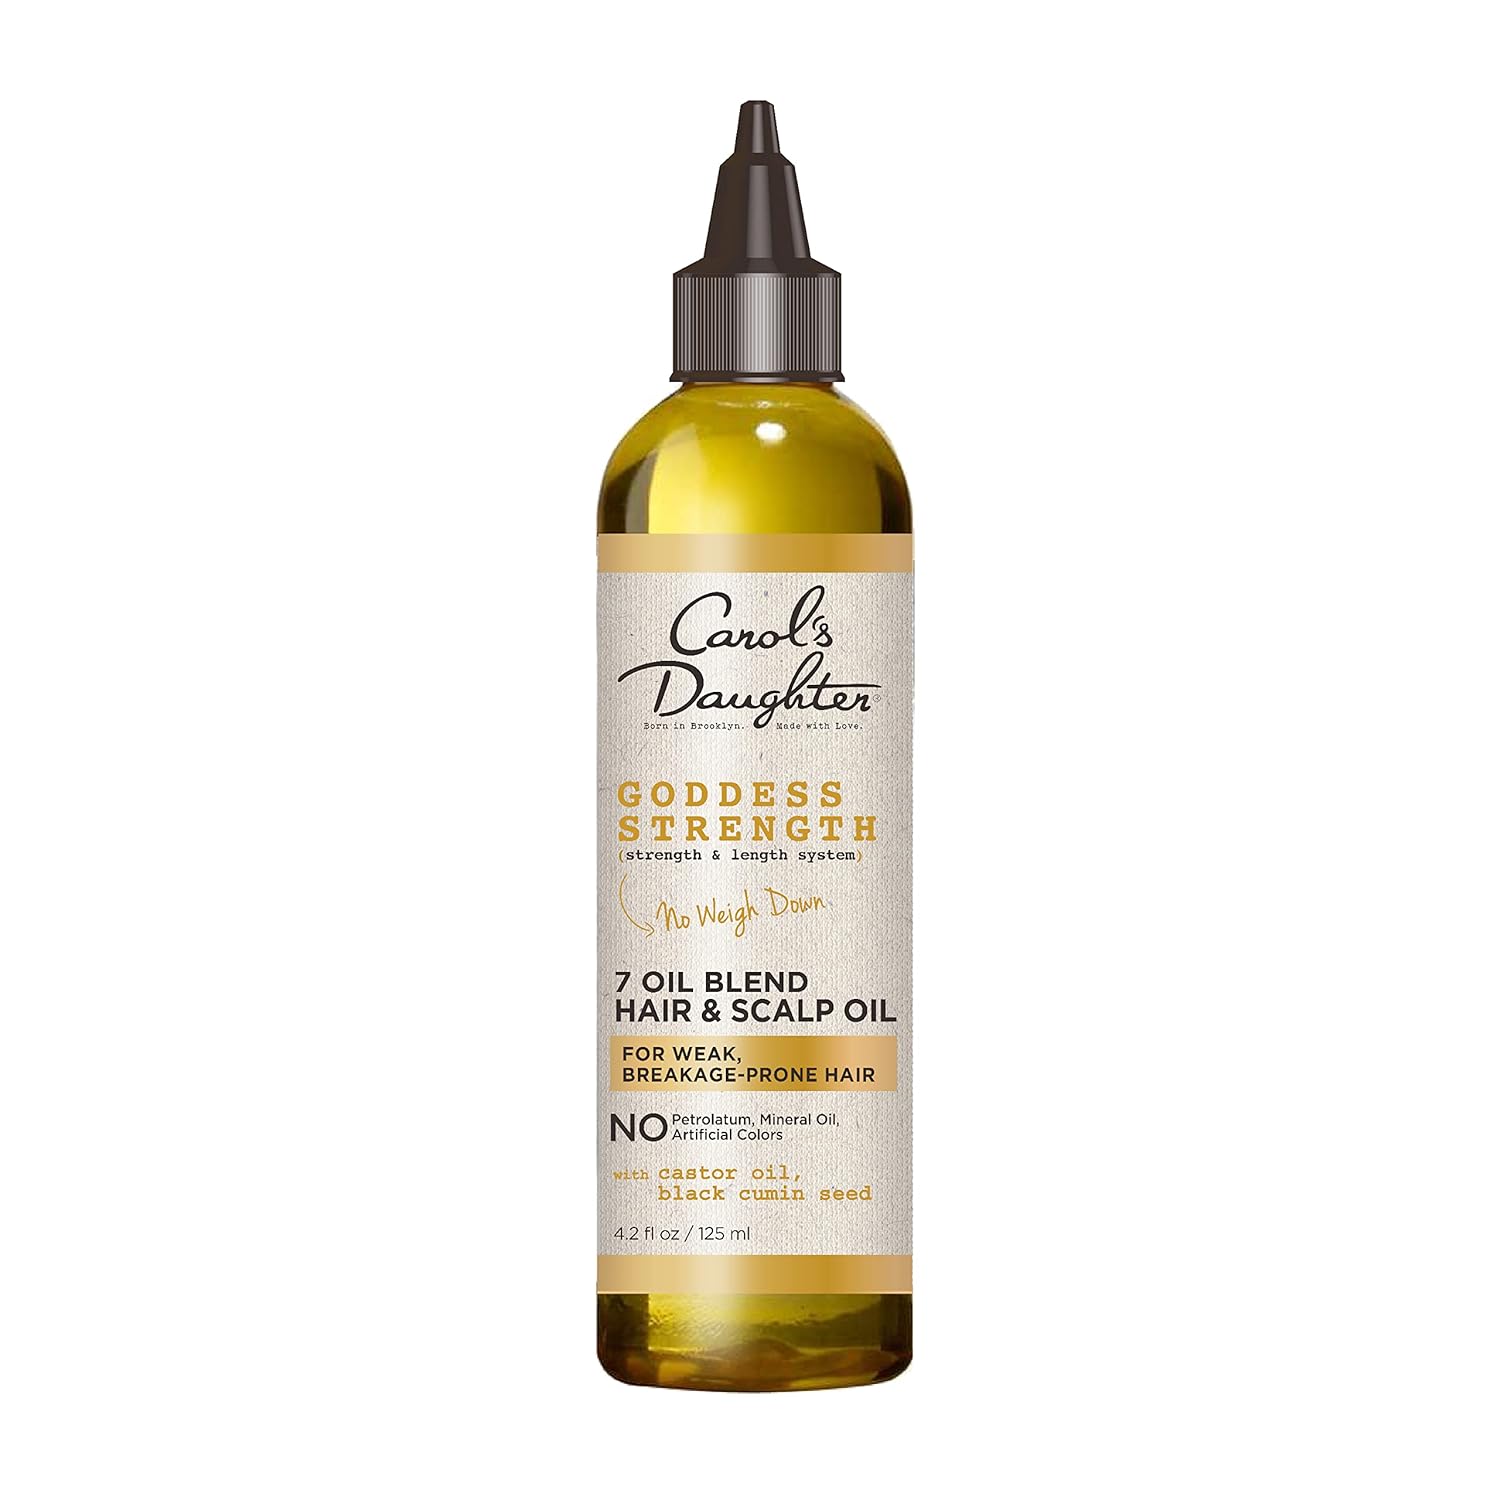 Carol's
Daughter®
Born in Brooklyn. Made with Love.
GODDESS
STRENGTH
(strength & length system)
No Weigh Down
7 OIL BLEND
HAIR & SCALP OIL
FOR WEAK,
BREAKAGE-PRONE HAIR
NO Petrolatum, Mineral Oil,
Artificial Colors
with castor oil,
black cumin seed
4.2 fl oz / 125 ml